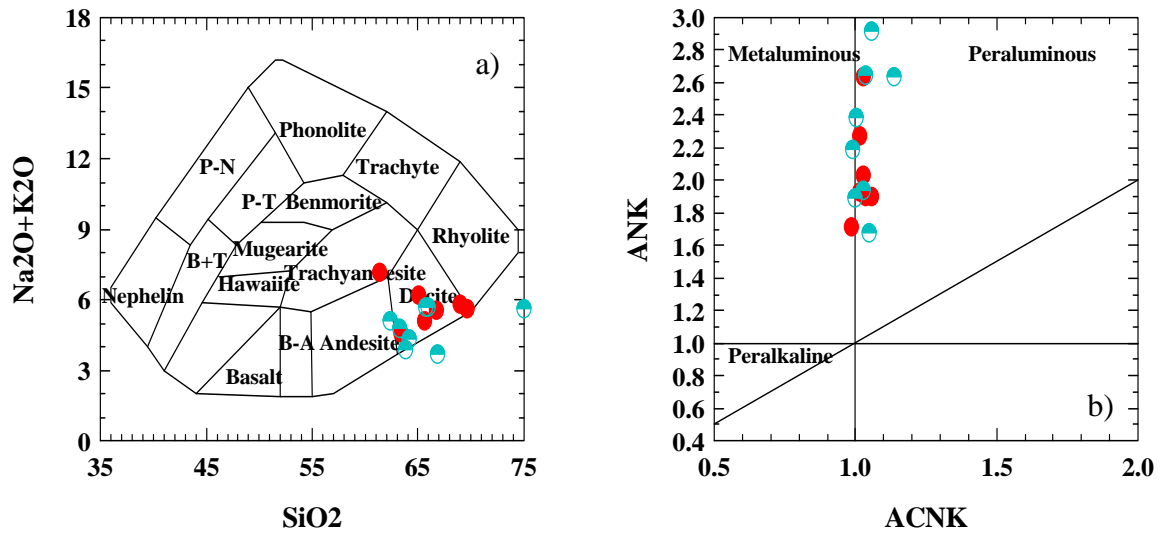 18
15
12
9
6
3
0
Na2O+K2O
a)
Phonolite
Trachyte
P-N
P-T
Benmorite
Rhyolite
Mugearite
B+T
Trachyandesite
Hawaiite
Nephelin
Dacite
B-A
Andesite
Basalt
35
45
55
65
75
SiO2
3.0
2.8
2.6
2.4
2.2
2.0
1.8
1.6
1.4
1.2
1.0
0.8
0.6
0.4
ANK
Metaluminous
Peraluminous
Peralkaline
b)
0.5
1.0
1.5
2.0
ACNK